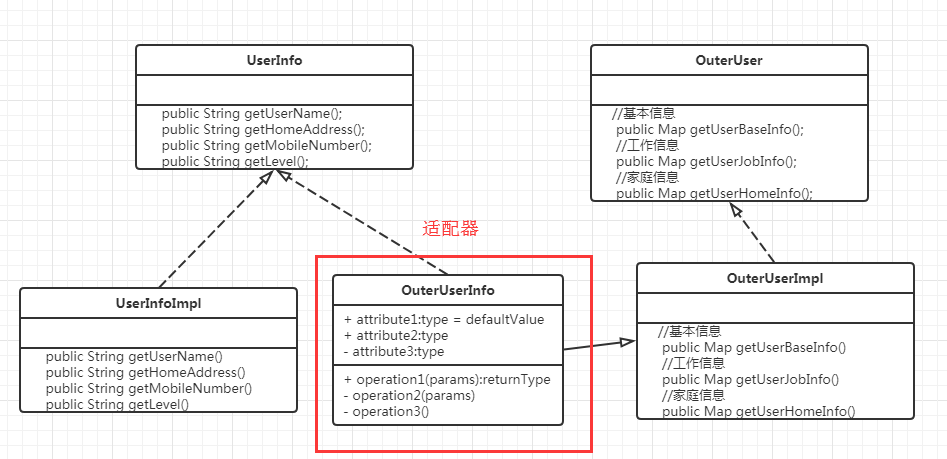 UserInfo
public String getUserName();
public String getHomeAddress();
public String getMobileNumber();
public String getLevel();
OuterUser
//基本信息
public Map getUserBaseInfo();
//工作信息
public Map getUserJobInfo();
//家庭信息
public Map getUserHomeInfo();
适配器
UserInfoImpl
public String getUserName()
public String getHomeAddress()
public String getMobileNumber()
public String getLevel()
OuterUserInfo
+ attribute1:type = defaultValue
+ attribute2:type
- attribute3:type
+ operation1(params):returnType
- operation2(params)
- operation3()
OuterUserImpl
//基本信息
public Map getUserBaseInfo()
//工作信息
public Map getUserJobInfo()
//家庭信息
public Map getUserHomeInfo()